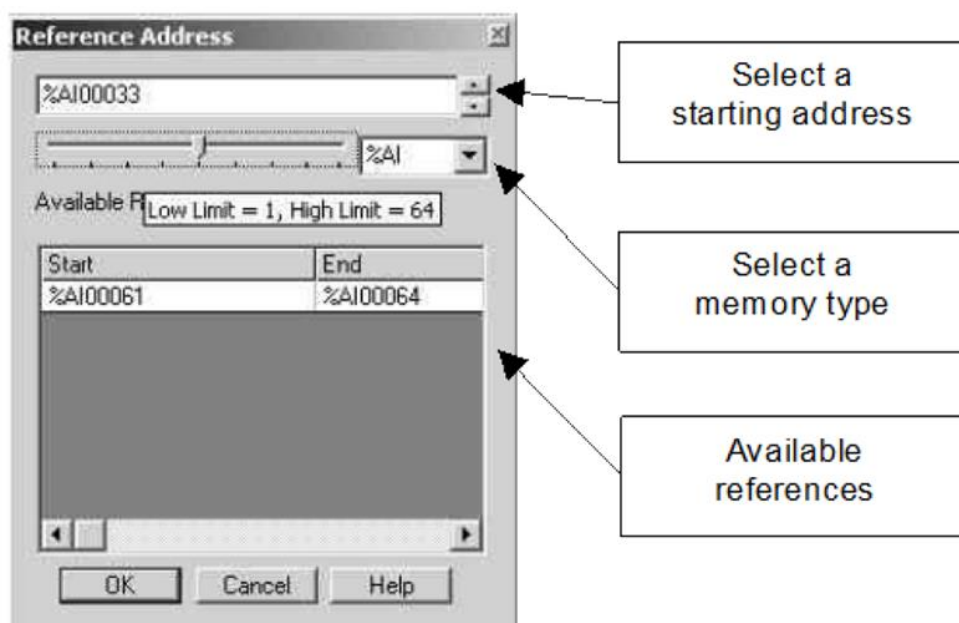 Reference Address
%AI00033
%AI
Available R
Low Limit = 1, High Limit = 64
Start End
%AI00061 %AI00064
OK Cancel Help
Select a
starting address
Select a
memory type
Available
references